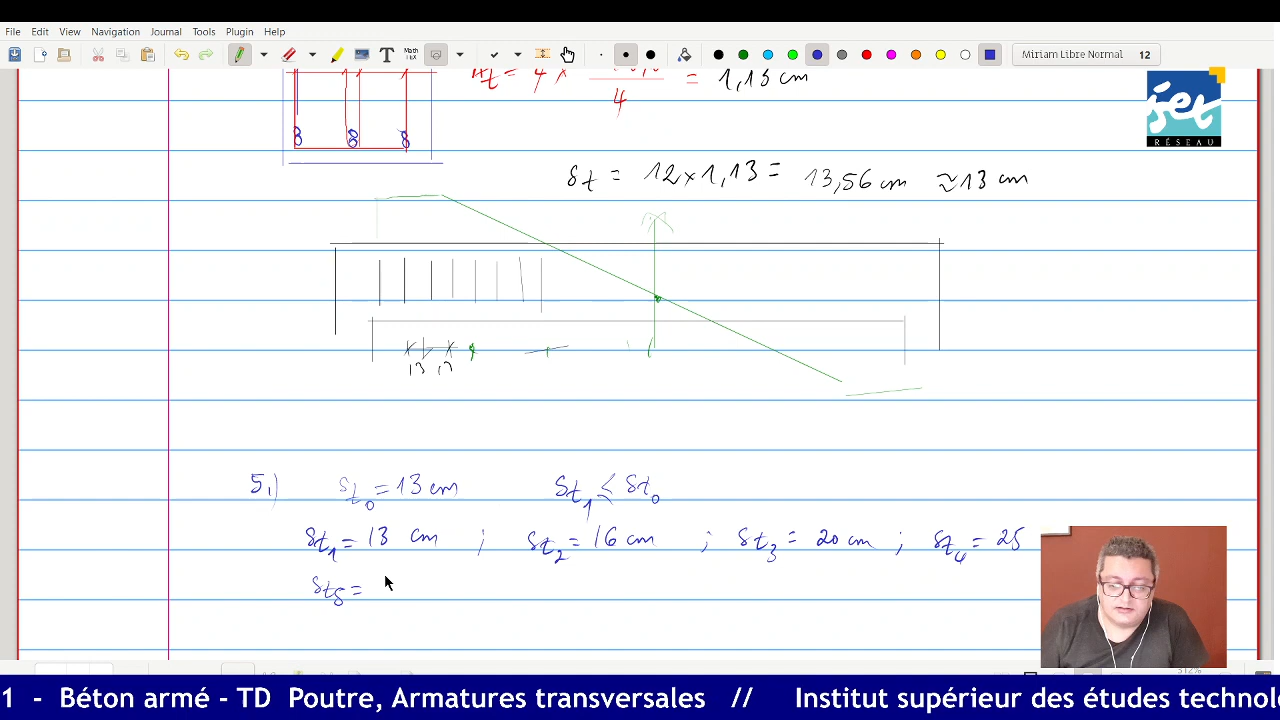 File Edit View Navigation Journal Tools Plugin Help
Miriam Libre Normal 12
At = 4 x
4
= 1,13 cm
iset
RÉSEAU
8 8 8
St = 12 x 1,13 = 13,56 cm ≈ 13 cm
13 13
5.) St₀ = 13 cm St₁ ≤ St₀
St₁ = 13 cm ; St₂ = 16 cm ; St₃ = 20 cm ; St₄ = 25
St₅ =
1 - Béton armé - TD Poutre, Armatures transversales // Institut supérieur des études technol